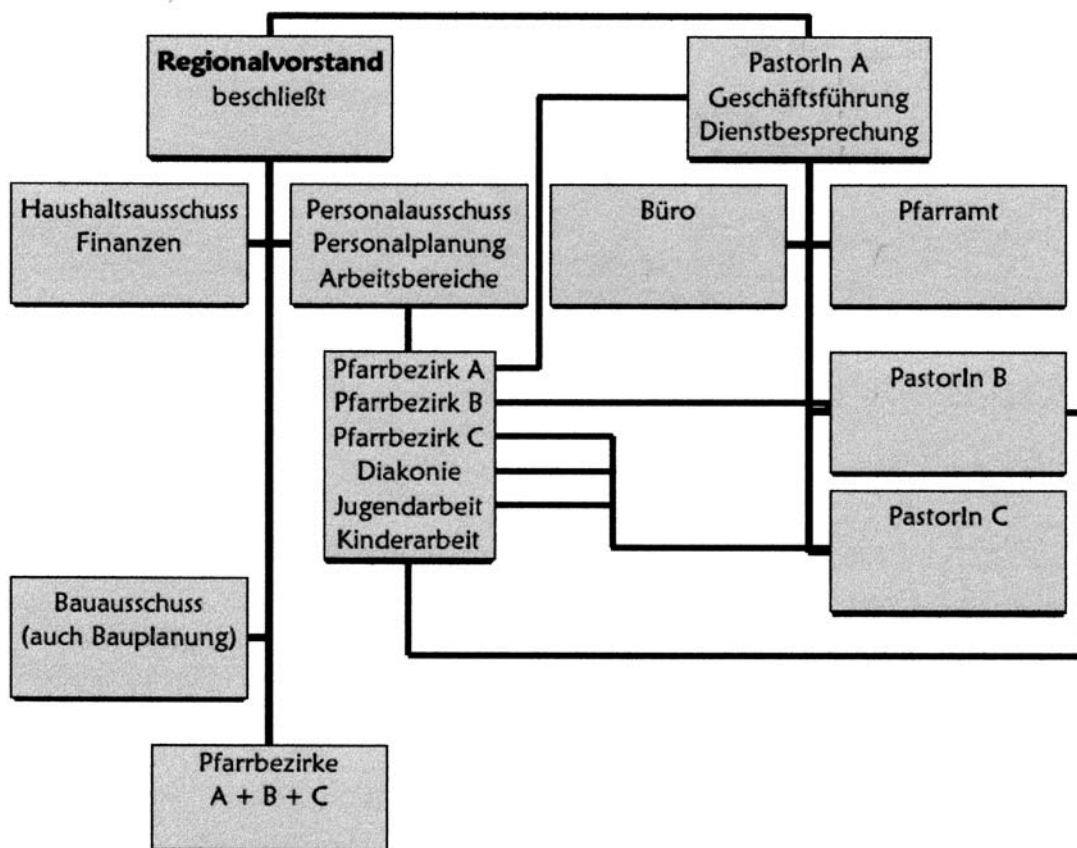 Regionalvorstand
beschließt
PastorIn A
Geschäftsführung
Dienstbesprechung
Haushaltsausschuss
Finanzen
Personalausschuss
Personalplanung
Arbeitsbereiche
Büro
Pfarramt
Pfarrbezirk A
Pfarrbezirk B
Pfarrbezirk C
Diakonie
Jugendarbeit
Kinderarbeit
PastorIn B
PastorIn C
Bauausschuss
(auch Bauplanung)
Pfarrbezirke
A + B + C